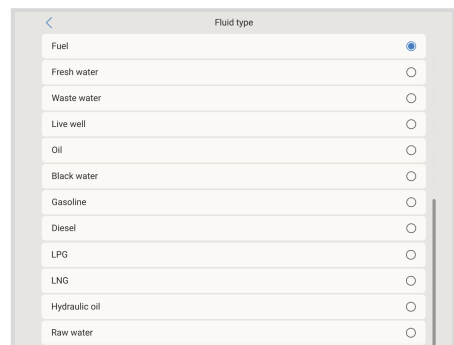 Fluid type
Fuel
Fresh water
Waste water
Live well
Oil
Black water
Gasoline
Diesel
LPG
LNG
Hydraulic oil
Raw water